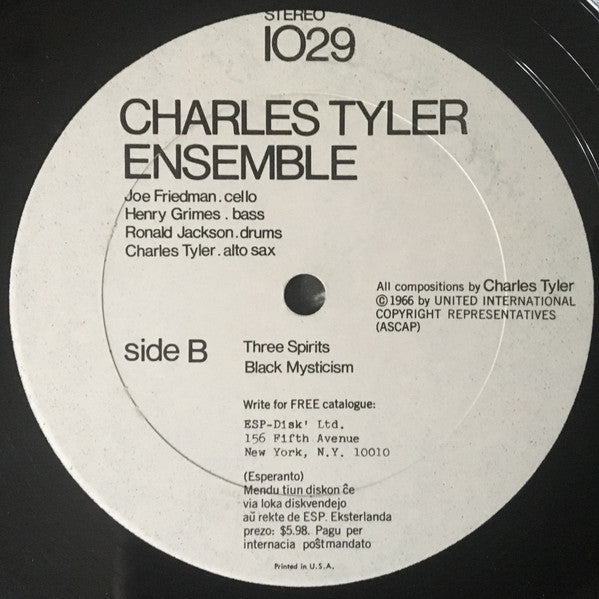 STEREO
1029
CHARLES TYLER
ENSEMBLE
Joe Friedman.cello
Henry Grimes . bass
Ronald Jackson.drums
Charles Tyler.alto sax
All compositions by Charles Tyler
©1966 by UNITED INTERNATIONAL
COPYRIGHT REPRESENTATIVES
(ASCAP)
side B
Three Spirits
Black Mysticism
Write for FREE catalogue:
ESP-Disk' Ltd.
156 Fifth Avenue
New York, N.Y. 10010
(Esperanto)
Mendu tiun diskon ĉe
via loka diskvendejo
aŭ rekte de ESP. Eksterlanda
prezo: $5.98. Pagu per
internacia poŝtmandato
Printed in U.S.A.